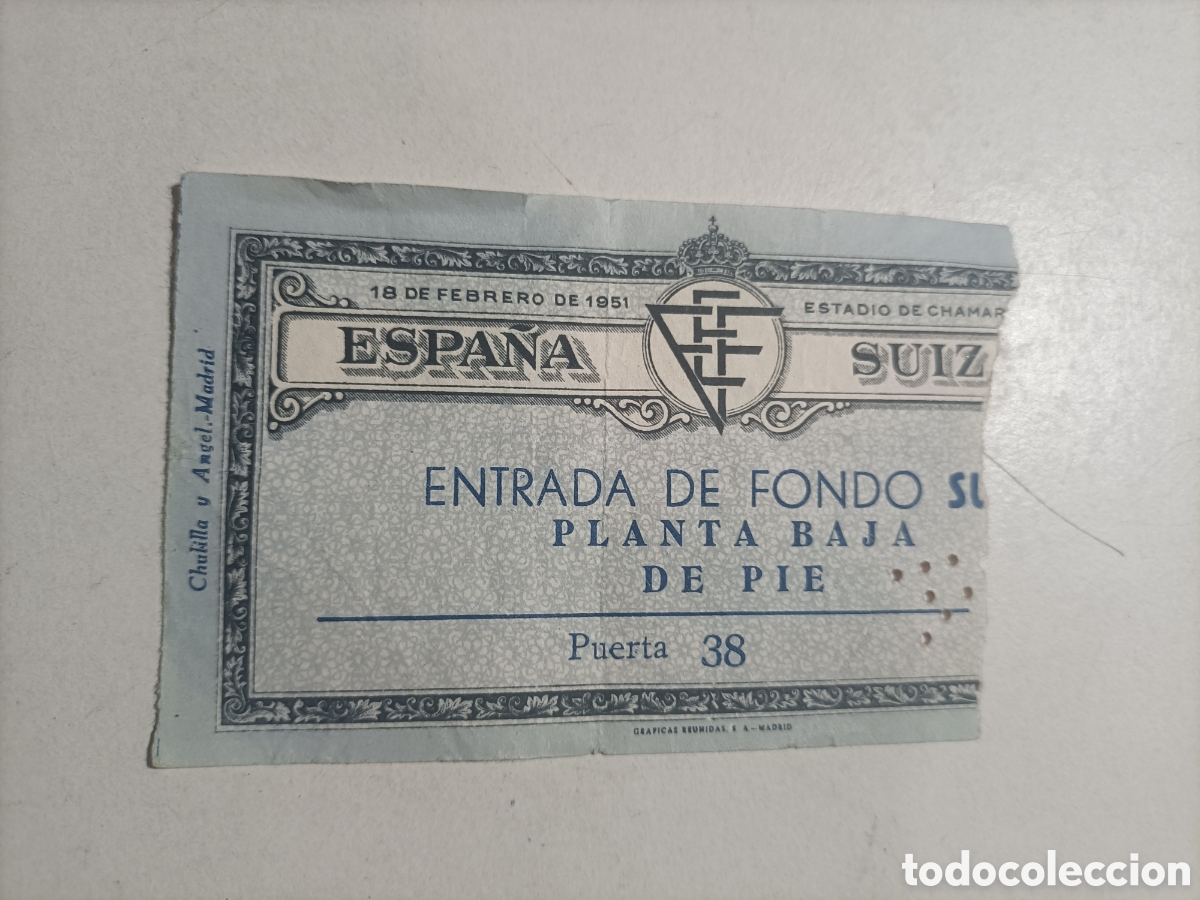 18 DE FEBRERO DE 1951
ESTADIO DE CHAMAR
ESPAÑA
SUIZ
ENTRADA DE FONDO SU
PLANTA BAJA
DE PIE
Puerta 38
GRAFICAS REUNIDAS, S. A. - MADRID
Chulilla y Angel.-Madrid
todocoleccion